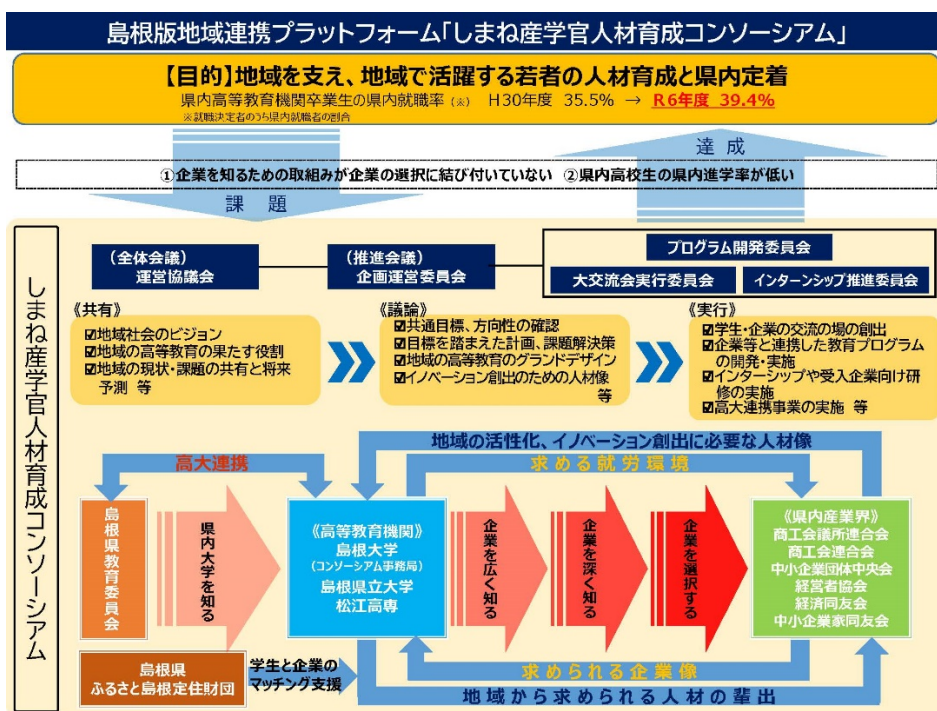 島根版地域連携プラットフォーム「しまね産学官人材育成コンソーシアム」
【目的】地域を支え、地域で活躍する若者の人材育成と県内定着
県内高等教育機関卒業生の県内就職率(※) H30年度 35.5% → R6年度 39.4%
※就職決定者のうち県内就職者の割合
達成
①企業を知るための取組みが企業の選択に結び付いていない ②県内高校生の県内進学率が低い
課題
しまね産学官人材育成コンソーシアム
(全体会議)
運営協議会
(推進会議)
企画運営委員会
プログラム開発委員会
大交流会実行委員会
インターンシップ推進委員会
《共有》
☑地域社会のビジョン
☑地域の高等教育の果たす役割
☑地域の現状・課題の共有と将来
予測 等
《議論》
☑共通目標、方向性の確認
☑目標を踏まえた計画、課題解決策
☑地域の高等教育のグランドデザイン
☑イノベーション創出のための人材像
等
《実行》
☑学生・企業の交流の場の創出
☑企業等と連携した教育プログラム
の開発・実施
☑インターシップや受入企業向け研
修の実施
☑高大連携事業の実施 等
地域の活性化、イノベーション創出に必要な人材像
高大連携
求める就労環境
島根県教育委員会
県内大学を知る
《高等教育機関》
島根大学
(コンソーシアム事務局)
島根県立大学
松江高専
企業を広く知る
企業を深く知る
企業を選択する
《県内産業界》
商工会議所連合会
商工会連合会
中小企業団体中央会
経営者協会
経済同友会
中小企業家同友会
島根県
ふるさと島根定住財団
学生と企業の
マッチング支援
求められる企業像
地域から求められる人材の輩出